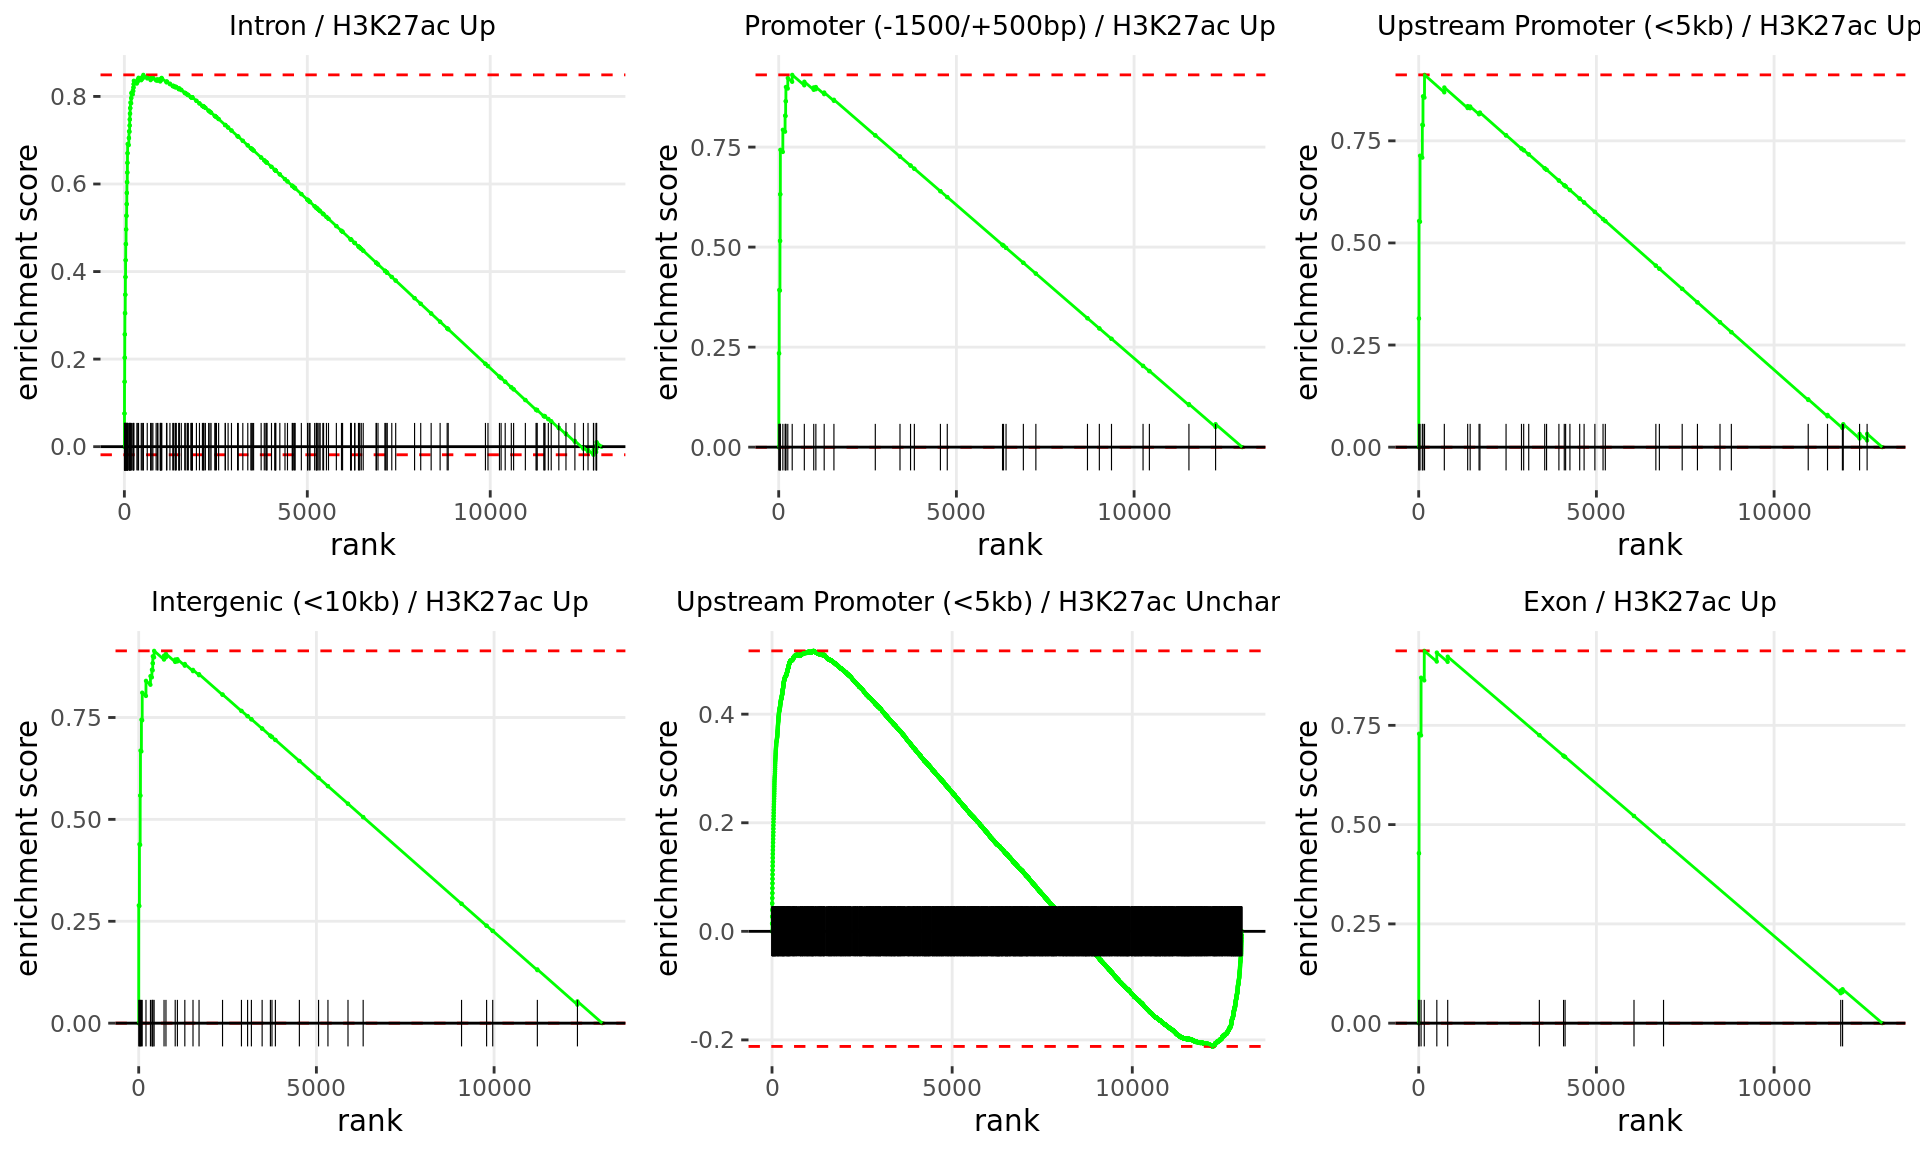 Intron / H3K27ac Up
enrichment score
0.8
0.6
0.4
0.2
0.0
0 5000 10000
rank
Promoter (-1500/+500bp) / H3K27ac Up
enrichment score
0.75
0.50
0.25
0.00
0 5000 10000
rank
Upstream Promoter (<5kb) / H3K27ac Up
enrichment score
0.75
0.50
0.25
0.00
0 5000 10000
rank
Intergenic (<10kb) / H3K27ac Up
enrichment score
0.75
0.50
0.25
0.00
0 5000 10000
rank
Upstream Promoter (<5kb) / H3K27ac Unchar
enrichment score
0.4
0.2
0.0
-0.2
0 5000 10000
rank
Exon / H3K27ac Up
enrichment score
0.75
0.50
0.25
0.00
0 5000 10000
rank